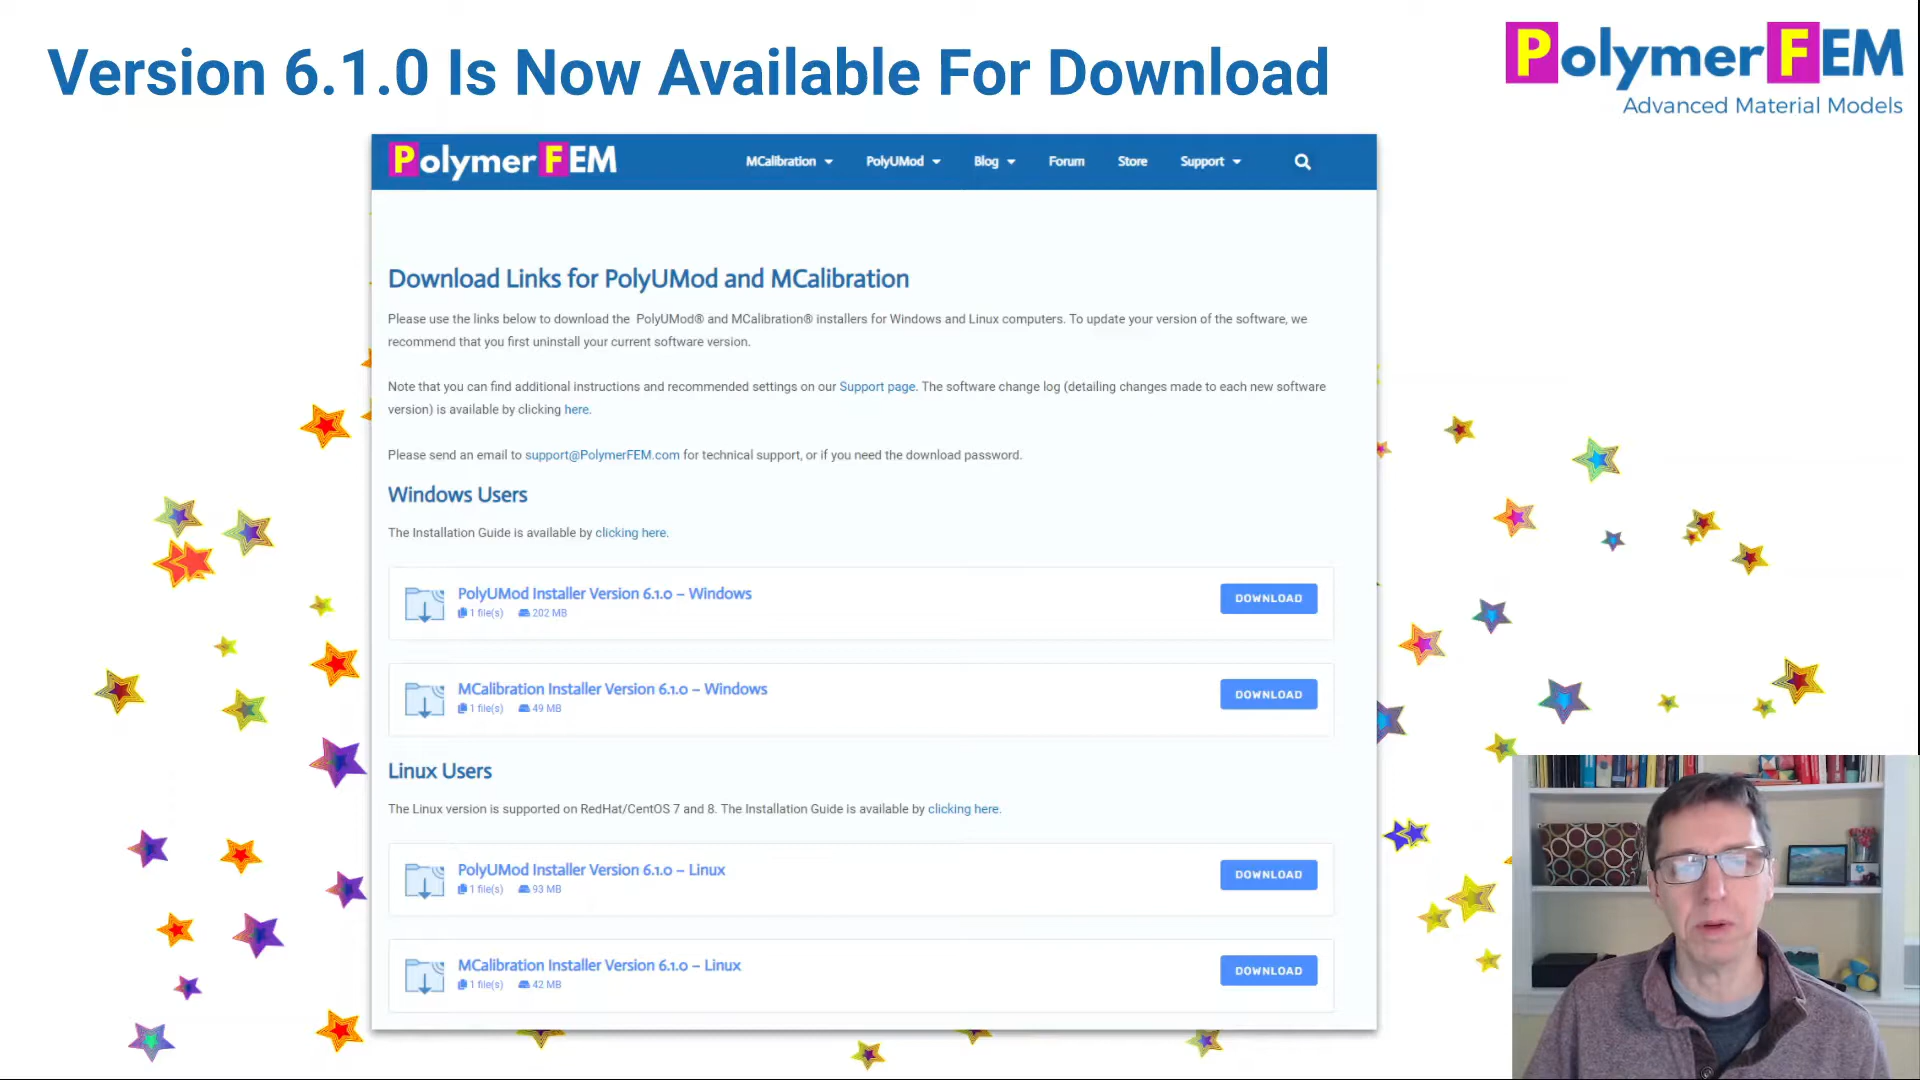 Version 6.1.0 Is Now Available For Download
PolymerFEM
Advanced Material Models
PolymerFEM
MCalibration
PolyUMod
Blog
Forum
Store
Support
Download Links for PolyUMod and MCalibration
Please use the links below to download the PolyUMod® and MCalibration® installers for Windows and Linux computers. To update your version of the software, we
recommend that you first uninstall your current software version.
Note that you can find additional instructions and recommended settings on our Support page. The software change log (detailing changes made to each new software
version) is available by clicking here.
Please send an email to support@PolymerFEM.com for technical support, or if you need the download password.
Windows Users
The Installation Guide is available by clicking here.
PolyUMod Installer Version 6.1.0 – Windows
1 file(s) 202 MB
DOWNLOAD
MCalibration Installer Version 6.1.0 – Windows
1 file(s) 49 MB
DOWNLOAD
Linux Users
The Linux version is supported on RedHat/CentOS 7 and 8. The Installation Guide is available by clicking here.
PolyUMod Installer Version 6.1.0 – Linux
1 file(s) 93 MB
DOWNLOAD
MCalibration Installer Version 6.1.0 – Linux
1 file(s) 42 MB
DOWNLOAD